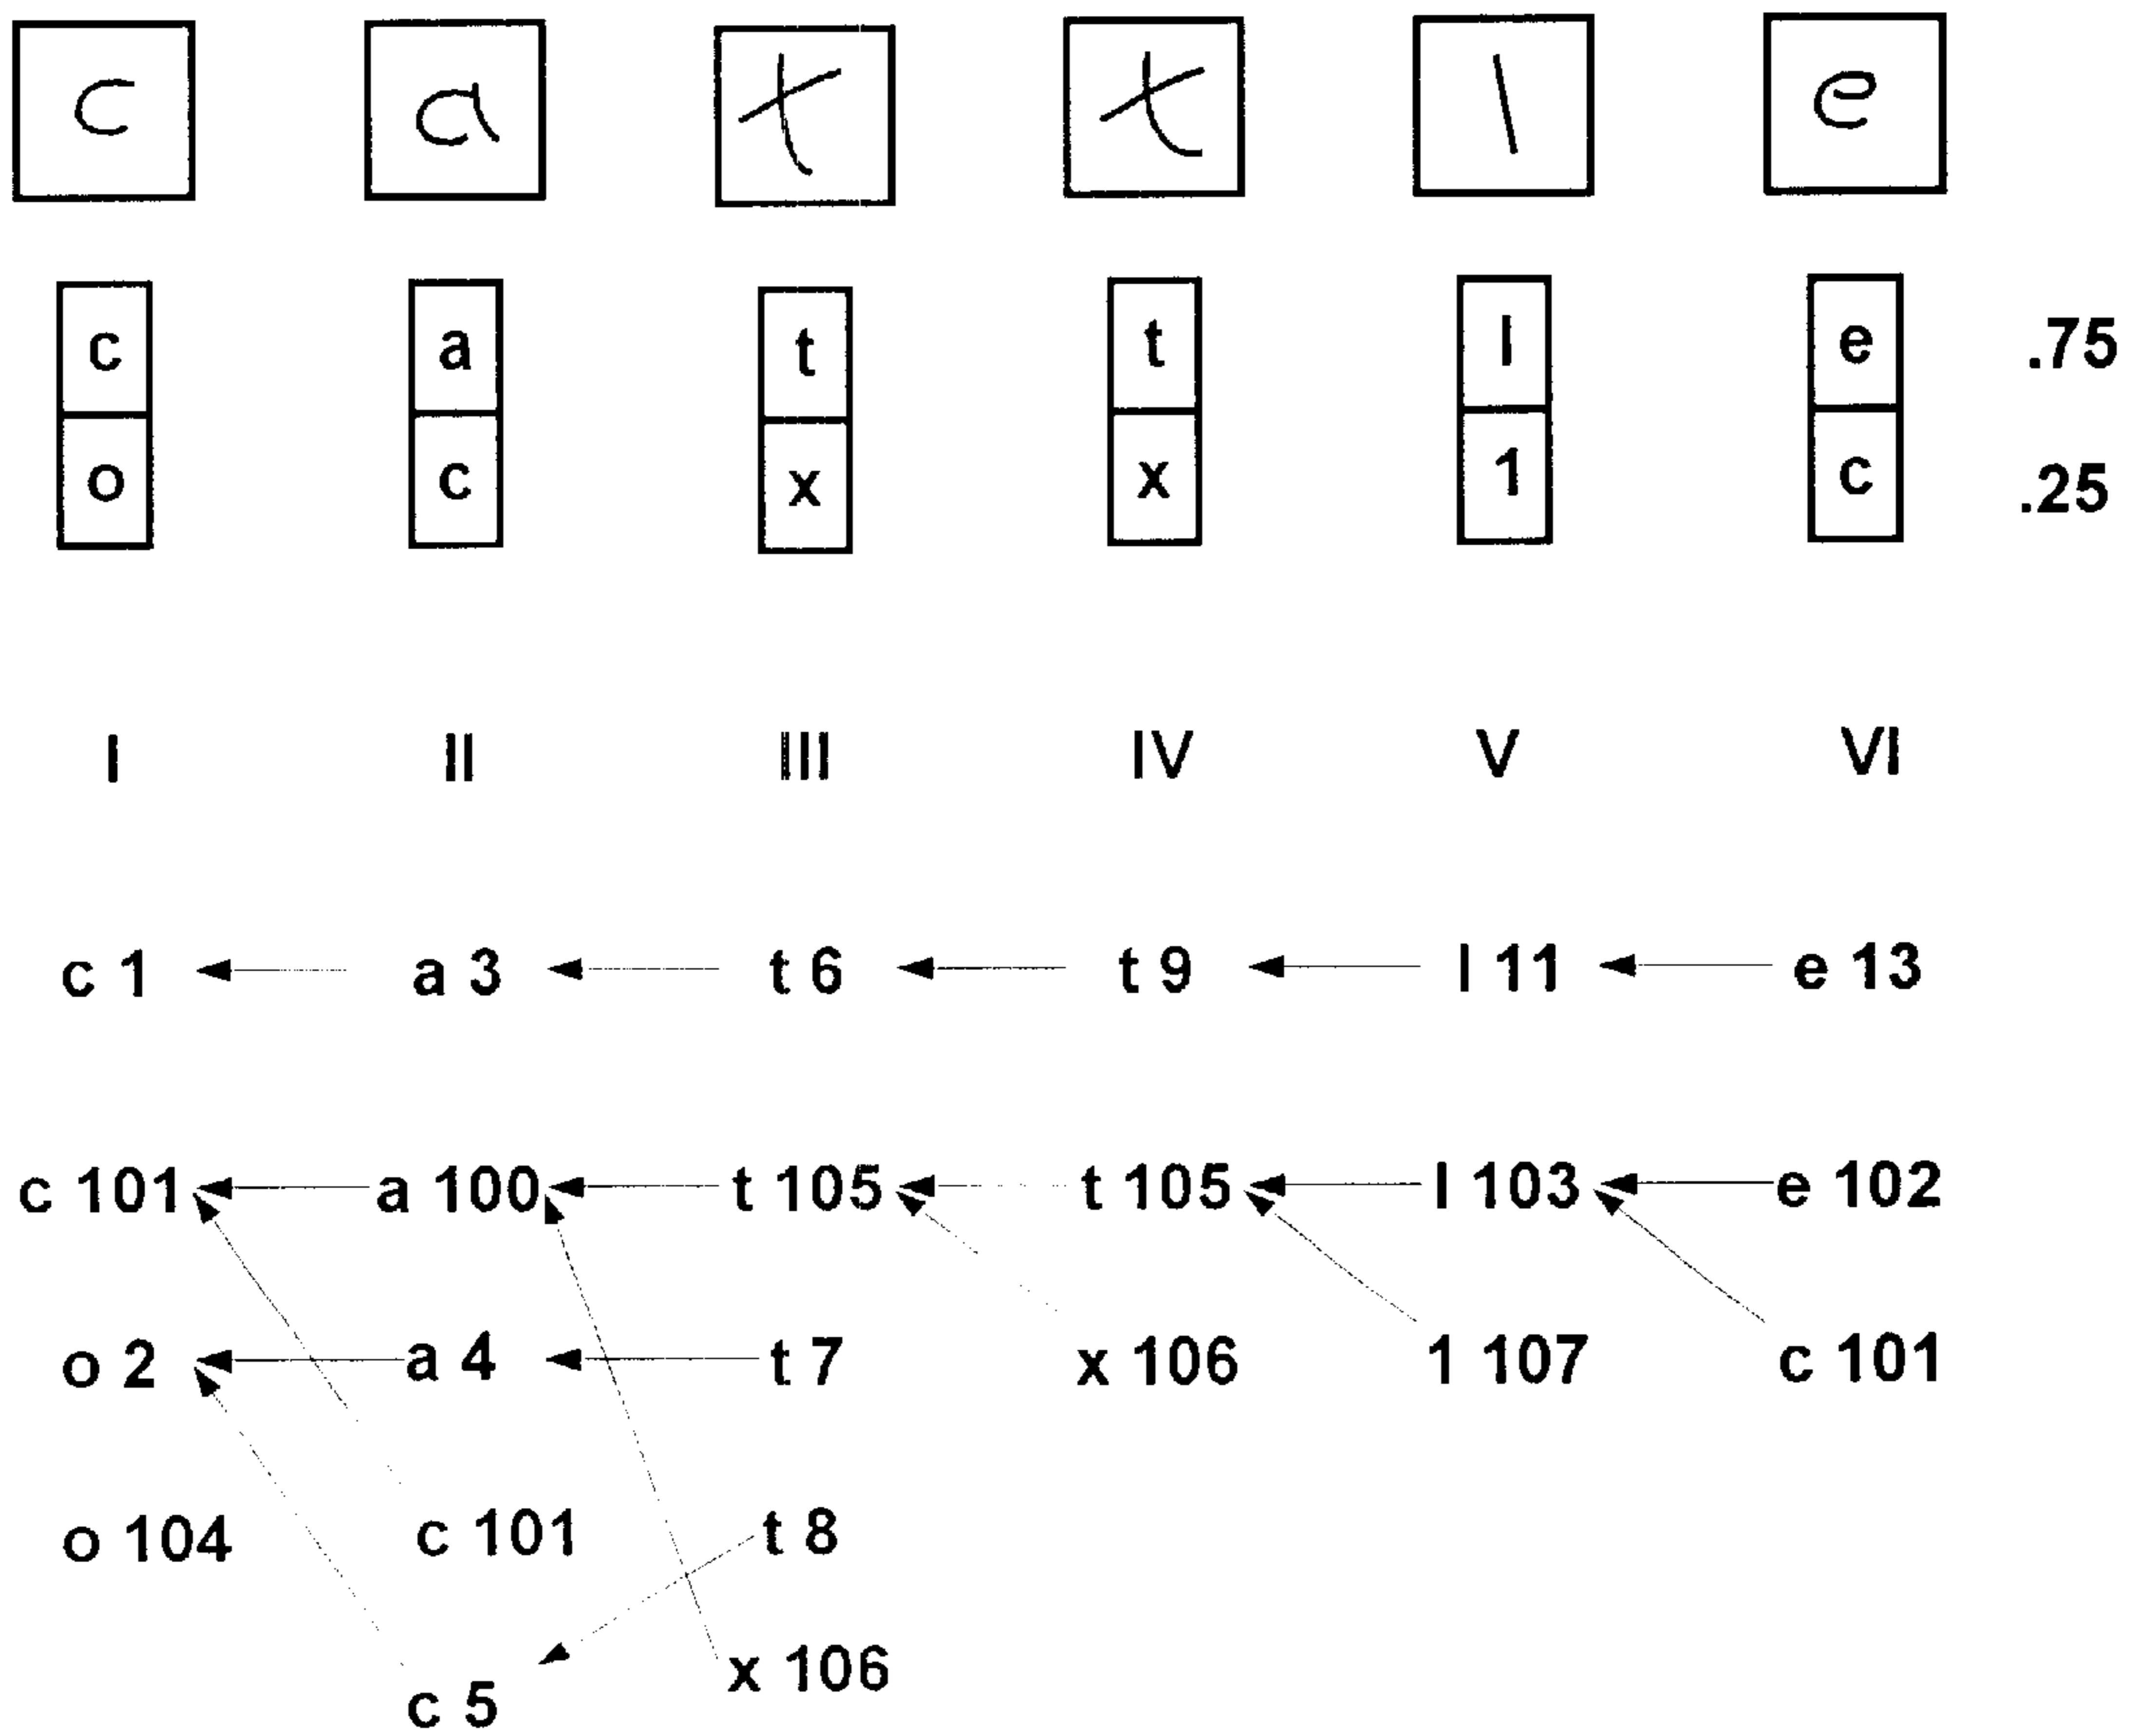 c a t t l e
c a t t l e .75
o c x x 1 c .25
I II III IV V VI
c 1 a 3 t 6 t 9 l 11 e 13
c 101 a 100 t 105 t 105 l 103 e 102
o 2 a 4 t 7 x 106 1 107 c 101
o 104 c 101 t 8
c 5 x 106